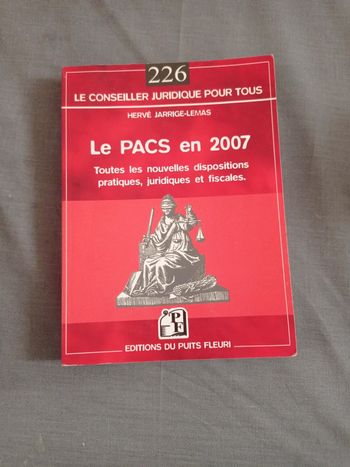 226
LE CONSEILLER JURIDIQUE POUR TOUS
HERVÉ JARRIGE-LEMAS
Le PACS en 2007
Toutes les nouvelles dispositions
pratiques, juridiques et fiscales.
P
F
EDITIONS DU PUITS FLEURI